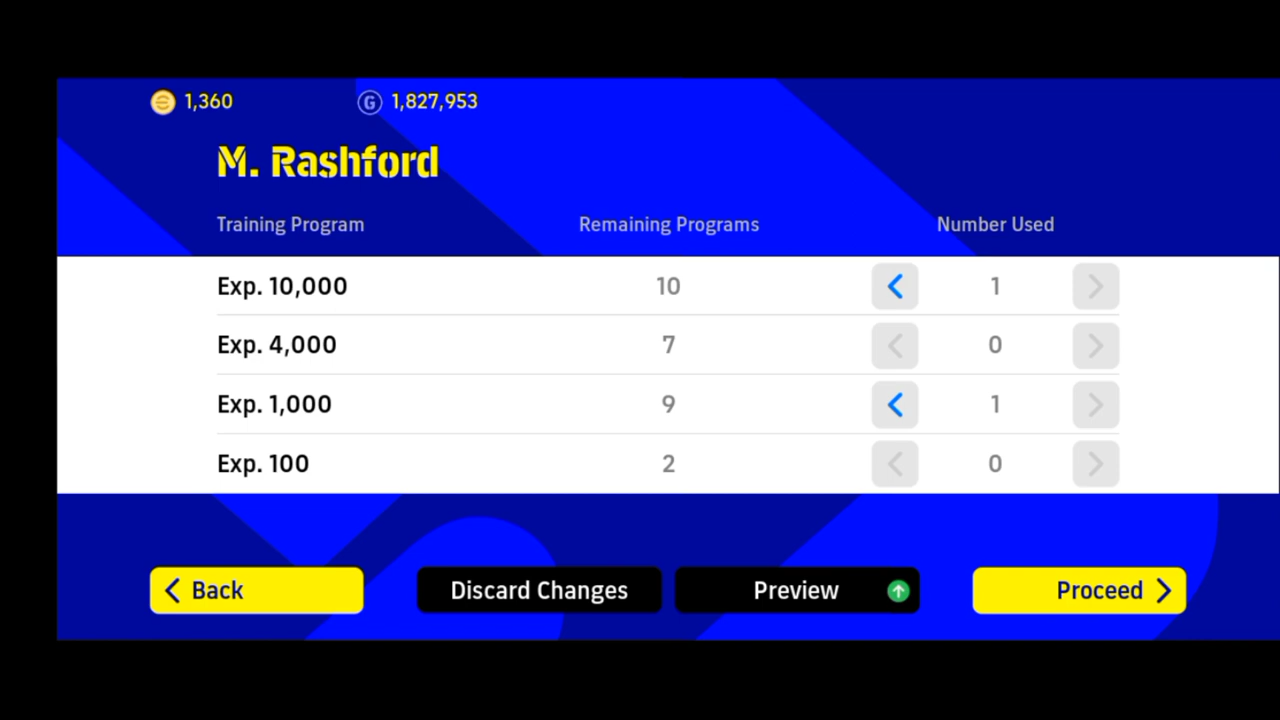 1,360 G 1,827,953
M. Rashford
Training Program Remaining Programs Number Used
Exp. 10,000 10 1
Exp. 4,000 7 0
Exp. 1,000 9 1
Exp. 100 2 0
Back Discard Changes Preview Proceed